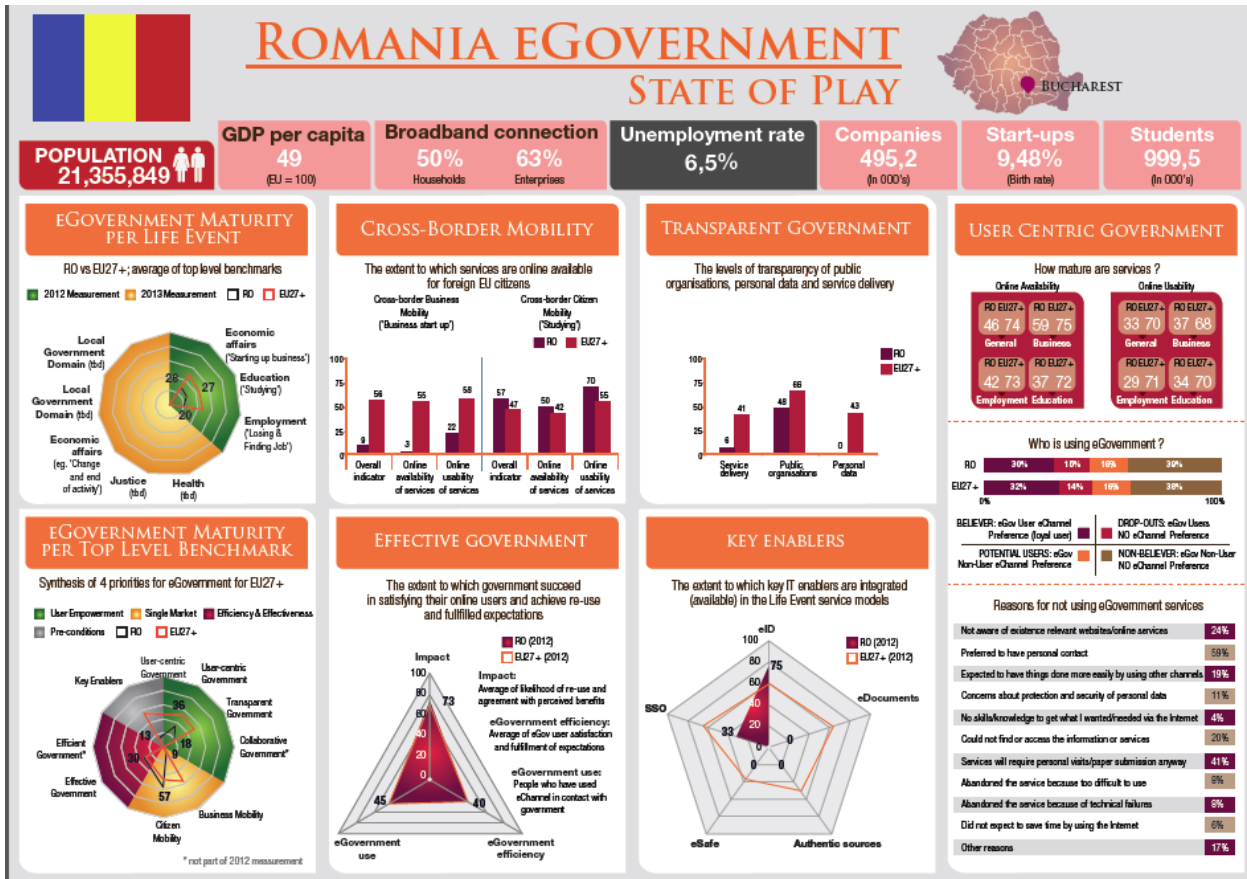 ROMANIA EGOVERNMENT
STATE OF PLAY
BUCHAREST
POPULATION
21,355,849
GDP per capita
49
(EU = 100)
Broadband connection
50% 63%
Households Enterprises
Unemployment rate
6,5%
Companies
495,2
(In 000's)
Start-ups
9,48%
(Birth rate)
Students
999,5
(In 000's)
EGOVERNMENT MATURITY
PER LIFE EVENT
RO vs EU27+; average of top level benchmarks
2012 Measurement 2013 Measurement RO EU27+
Economic
affairs
('Starting up business')
Education
('Studying')
Employment
('Losing &
Finding Job')
Health
(tbd)
Justice
(tbd)
Economic
affairs
(eg. 'Change
and end
of activity')
Local
Government
Domain (tbd)
Local
Government
Domain (tbd)
27
20
CROSS-BORDER MOBILITY
The extent to which services are online available
for foreign EU citizens
Cross-border Business
Mobility
('Business start up')
Cross-border Citizen
Mobility
('Studying')
RO EU27+
100
75
50
25
0
9 56 3 55 22 58 57 47 50 42 70 55
Overall
indicator
Online
availability
of services
Online
usability
of services
Overall
indicator
Online
availability
of services
Online
usability
of services
TRANSPARENT GOVERNMENT
The levels of transparency of public
organisations, personal data and service delivery
RO
EU27+
100
75
50
25
0
6 41 48 66 0 43
Service
delivery
Public
organisations
Personal
data
USER CENTRIC GOVERNMENT
How mature are services ?
Online Availability
RO EU27+ RO EU27+
46 74 59 75
General Business
RO EU27+ RO EU27+
42 73 37 72
Employment Education
Online Usability
RO EU27+ RO EU27+
33 70 37 68
General Business
RO EU27+ RO EU27+
29 71 34 70
Employment Education
Who is using eGovernment ?
RO 30% 15% 16% 39%
EU27+ 32% 14% 16% 38%
0% 100%
BELIEVER: eGov User eChannel
Preference (loyal user)
DROP-OUTS: eGov Users
NO eChannel Preference
POTENTIAL USERS: eGov
Non-User eChannel Preference
NON-BELIEVER: eGov Non-User
NO eChannel Preference
Reasons for not using eGovernment services
Not aware of existence relevant websites/online services 24%
Preferred to have personal contact 59%
Expected to have things done more easily by using other channels 19%
Concerns about protection and security of personal data 11%
No skills/knowledge to get what I wanted/needed via the Internet 4%
Could not find or access the information or services 20%
Services will require personal visits/paper submission anyway 41%
Abandoned the service because too difficult to use
Abandoned the service because of technical failures
Did not expect to save time by using the Internet 6%
Other reasons 17%
EGOVERNMENT MATURITY
PER TOP LEVEL BENCHMARK
Synthesis of 4 priorities for eGovernment for EU27+
User Empowerment Single Market Efficiency & Effectiveness
Pre-conditions RO EU27+
User-centric
Government
User-centric
Government
Transparent
Government
Collaborative
Government*
Business Mobility
Citizen
Mobility
Effective
Government
Efficient
Government*
Key Enablers
36
18
9
57
13
* not part of 2012 measurement
EFFECTIVE GOVERNMENT
The extent to which government succeed
in satisfying their online users and achieve re-use
and fullfilled expectations
RO (2012)
EU27+ (2012)
Impact
100
80
60
40
20
0
73
45
40
eGovernment
use
eGovernment
efficiency
Impact:
Average of likelihood of re-use and
agreement with perceived benefits
eGovernment efficiency:
Average of eGov user satisfaction
and fulfillment of expectations
eGovernment use:
People who have used
eChannel in contact with
government
KEY ENABLERS
The extent to which key IT enablers are integrated
(available) in the Life Event service models
RO (2012)
EU27+ (2012)
eID
100
80
60
40
20
0
75
33
0
0
0
eDocuments
Authentic sources
eSafe
SSO